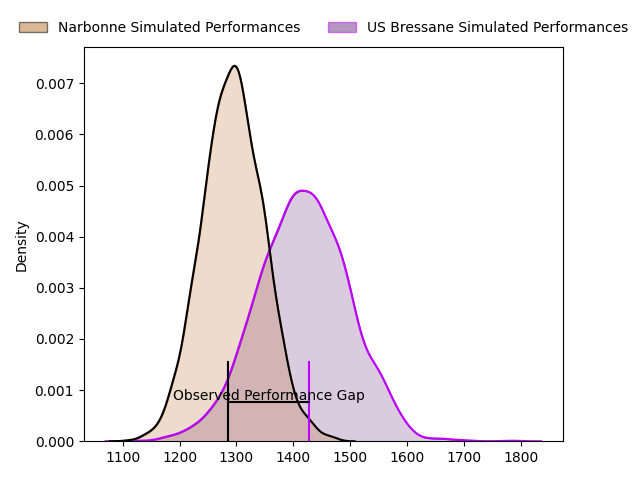 Narbonne Simulated Performances
US Bressane Simulated Performances
0.007
0.006
0.005
0.004
0.003
0.002
0.001
0.000
Density
Observed Performance Gap
1100 1200 1300 1400 1500 1600 1700 1800